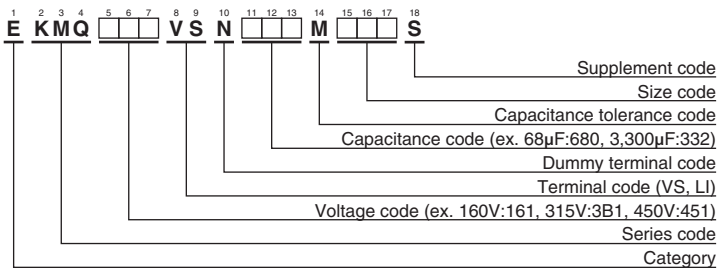 1 2 3 4 5 6 7 8 9 10 11 12 13 14 15 16 17 18
E KMQ □□□ VS N □□□ M □□□ S
Supplement code
Size code
Capacitance tolerance code
Capacitance code (ex. 68µF:680, 3,300µF:332)
Dummy terminal code
Terminal code (VS, LI)
Voltage code (ex. 160V:161, 315V:3B1, 450V:451)
Series code
Category